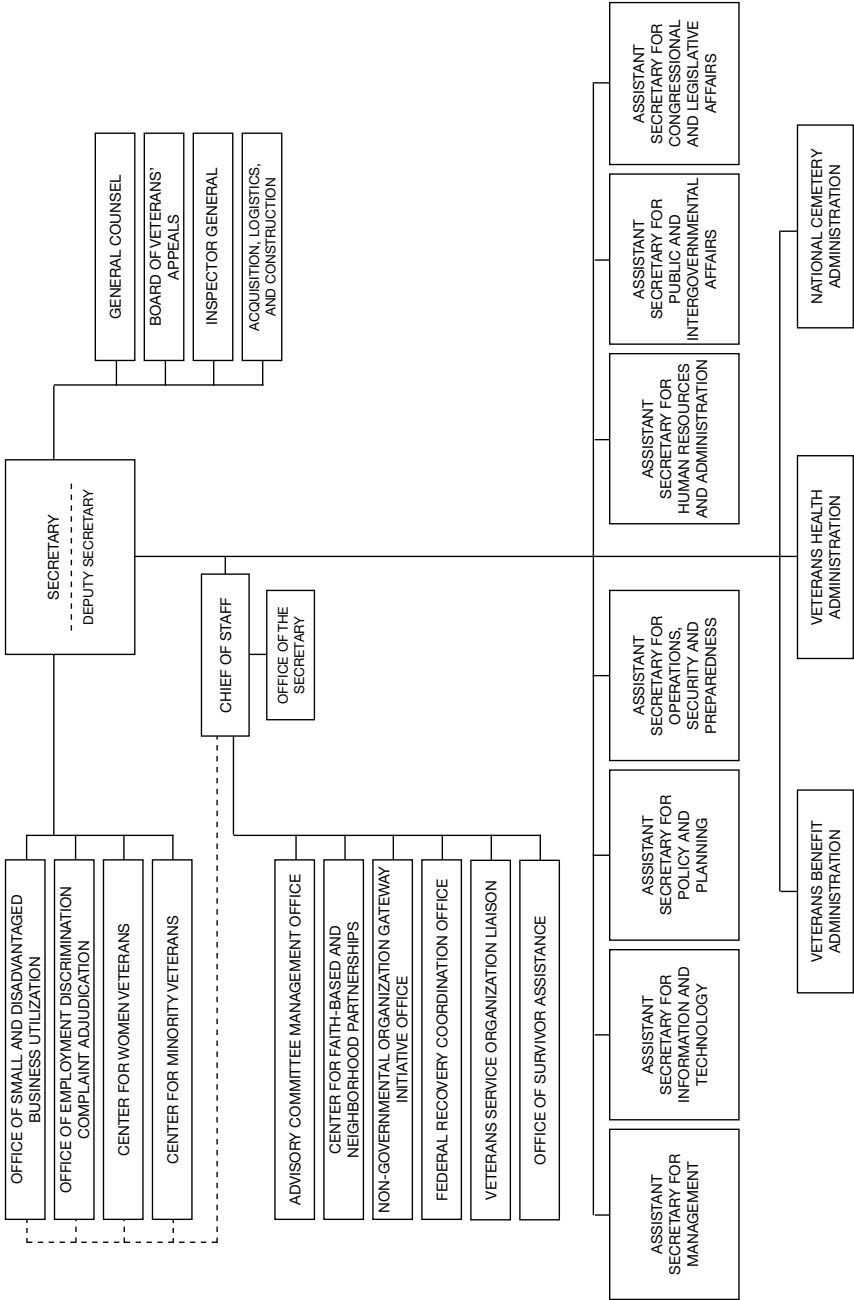 SECRETARY
DEPUTY SECRETARY
OFFICE OF SMALL AND DISADVANTAGED
BUSINESS UTILIZATION
OFFICE OF EMPLOYMENT DISCRIMINATION
COMPLAINT ADJUDICATION
CENTER FOR WOMEN VETERANS
CENTER FOR MINORITY VETERANS
GENERAL COUNSEL
BOARD OF VETERANS'
APPEALS
INSPECTOR GENERAL
ACQUISITION, LOGISTICS,
AND CONSTRUCTION
CHIEF OF STAFF
OFFICE OF THE
SECRETARY
ADVISORY COMMITTEE MANAGEMENT OFFICE
CENTER FOR FAITH-BASED AND
NEIGHBORHOOD PARTNERSHIPS
NON-GOVERNMENTAL ORGANIZATION GATEWAY
INITIATIVE OFFICE
FEDERAL RECOVERY COORDINATION OFFICE
VETERANS SERVICE ORGANIZATION LIAISON
OFFICE OF SURVIVOR ASSISTANCE
ASSISTANT
SECRETARY FOR
MANAGEMENT
ASSISTANT
SECRETARY FOR
INFORMATION AND
TECHNOLOGY
ASSISTANT
SECRETARY FOR
POLICY AND
PLANNING
ASSISTANT
SECRETARY FOR
OPERATIONS,
SECURITY AND
PREPAREDNESS
ASSISTANT
SECRETARY FOR
HUMAN RESOURCES
AND ADMINISTRATION
ASSISTANT
SECRETARY FOR
PUBLIC AND
INTERGOVERNMENTAL
AFFAIRS
ASSISTANT
SECRETARY FOR
CONGRESSIONAL
AND LEGISLATIVE
AFFAIRS
VETERANS BENEFIT
ADMINISTRATION
VETERANS HEALTH
ADMINISTRATION
NATIONAL CEMETERY
ADMINISTRATION